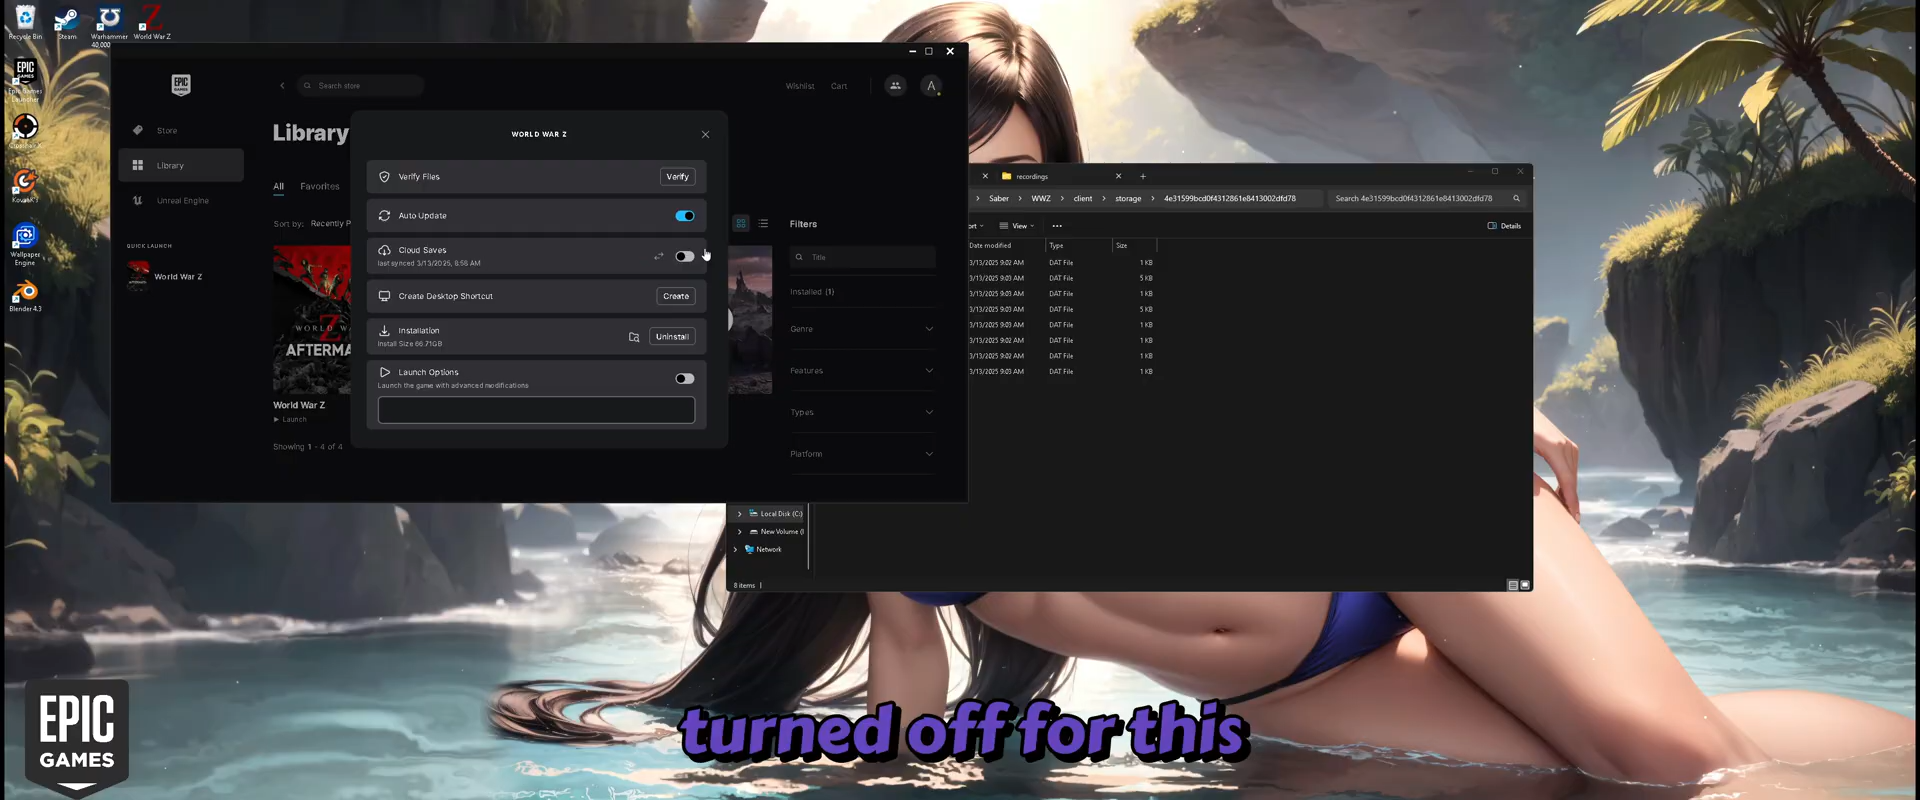 Recycle Bin
Steam
Warhammer 40,000
World War Z
EPIC GAMES
Epic Games Launcher
Wallpaper Engine
Blender 4.3
EPIC GAMES
Search store
Wishlist
Cart
A
Store
Library
Unreal Engine
QUICK LAUNCH
World War Z
Library
All
Favorites
Sort by:
Recently P
WORLD WA
AFTERMA
World War Z
Launch
Showing 1 - 4 of 4
WORLD WAR Z
Verify Files
Verify
Auto Update
Cloud Saves
last synced 3/13/2025, 8:58 AM
Create Desktop Shortcut
Create
Installation
Install Size 66.71GB
Uninstall
Launch Options
Launch the game with advanced modifications
Filters
Title
Installed (1)
Genre
Features
Types
Platform
recordings
Saber > WWZ > client > storage > 4e31599bcd0f4312861e8413002dfd78
Search 4e31599bcd0f4312861e8413002dfd78
ort
View
Details
Date modified Type Size
3/13/2025 9:02 AM DAT File 1 KB
3/13/2025 9:03 AM DAT File 5 KB
3/13/2025 9:03 AM DAT File 1 KB
3/13/2025 9:03 AM DAT File 5 KB
3/13/2025 9:03 AM DAT File 1 KB
3/13/2025 9:02 AM DAT File 1 KB
3/13/2025 9:03 AM DAT File 1 KB
3/13/2025 9:03 AM DAT File 1 KB
Local Disk (C:)
New Volume (
Network
8 items
turned off for this
EPIC GAMES